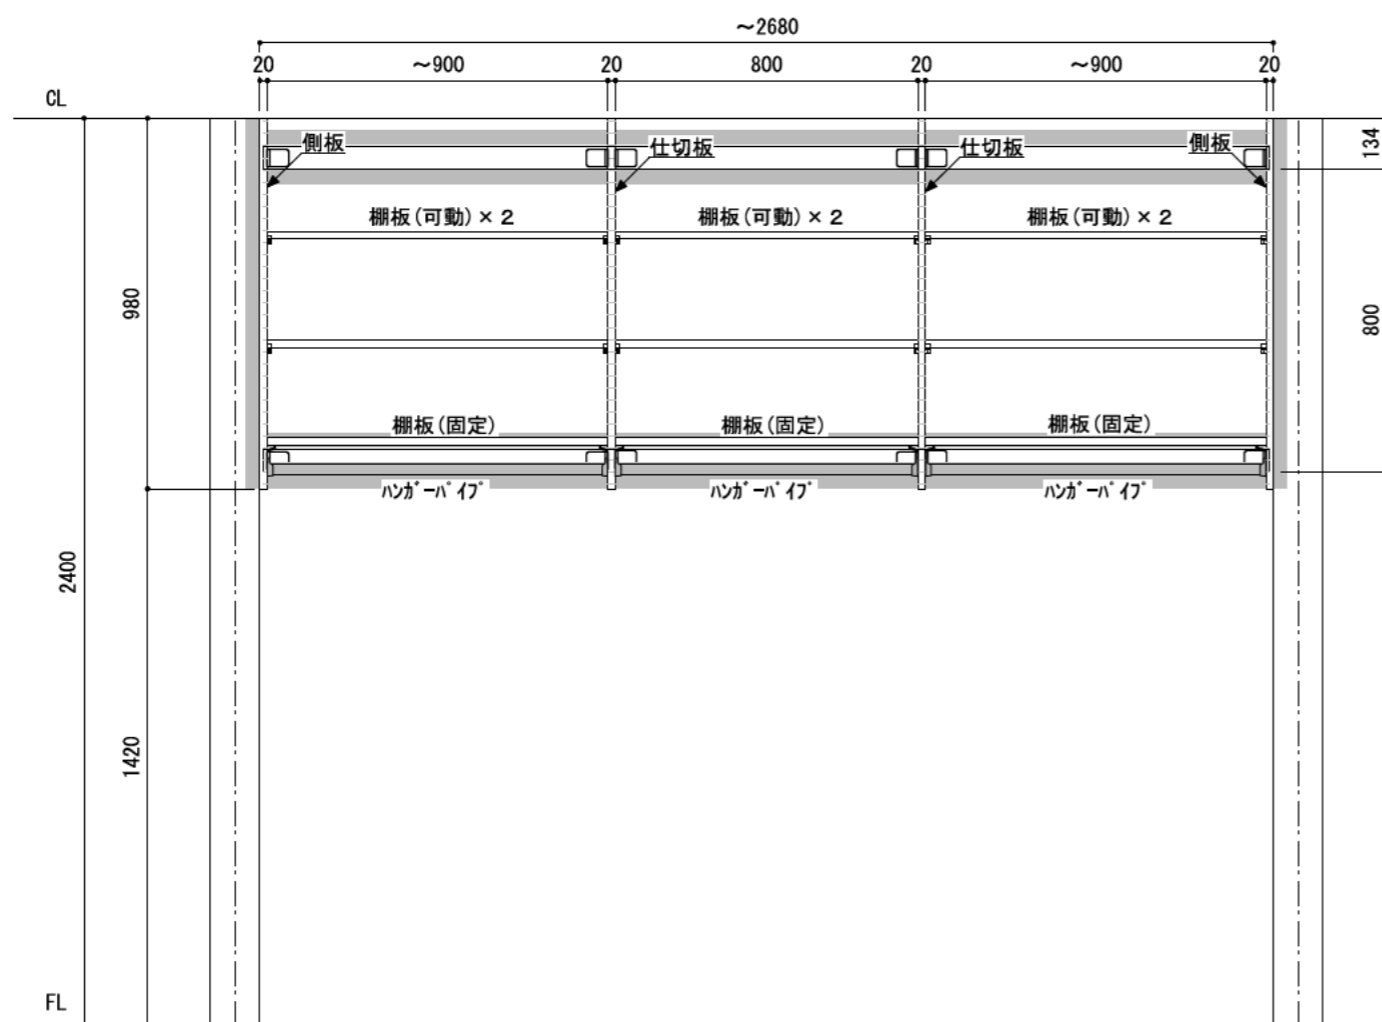 ～2680
20 ～900 20 800 20 ～900 20
CL
側板 仕切板 仕切板 側板
134
棚板(可動)×２ 棚板(可動)×２ 棚板(可動)×２
980
800
棚板(固定) 棚板(固定) 棚板(固定)
ﾊﾝｶﾞｰﾊﾟｲﾌﾟ ﾊﾝｶﾞｰﾊﾟｲﾌﾟ ﾊﾝｶﾞｰﾊﾟｲﾌﾟ
2400
1420
FL